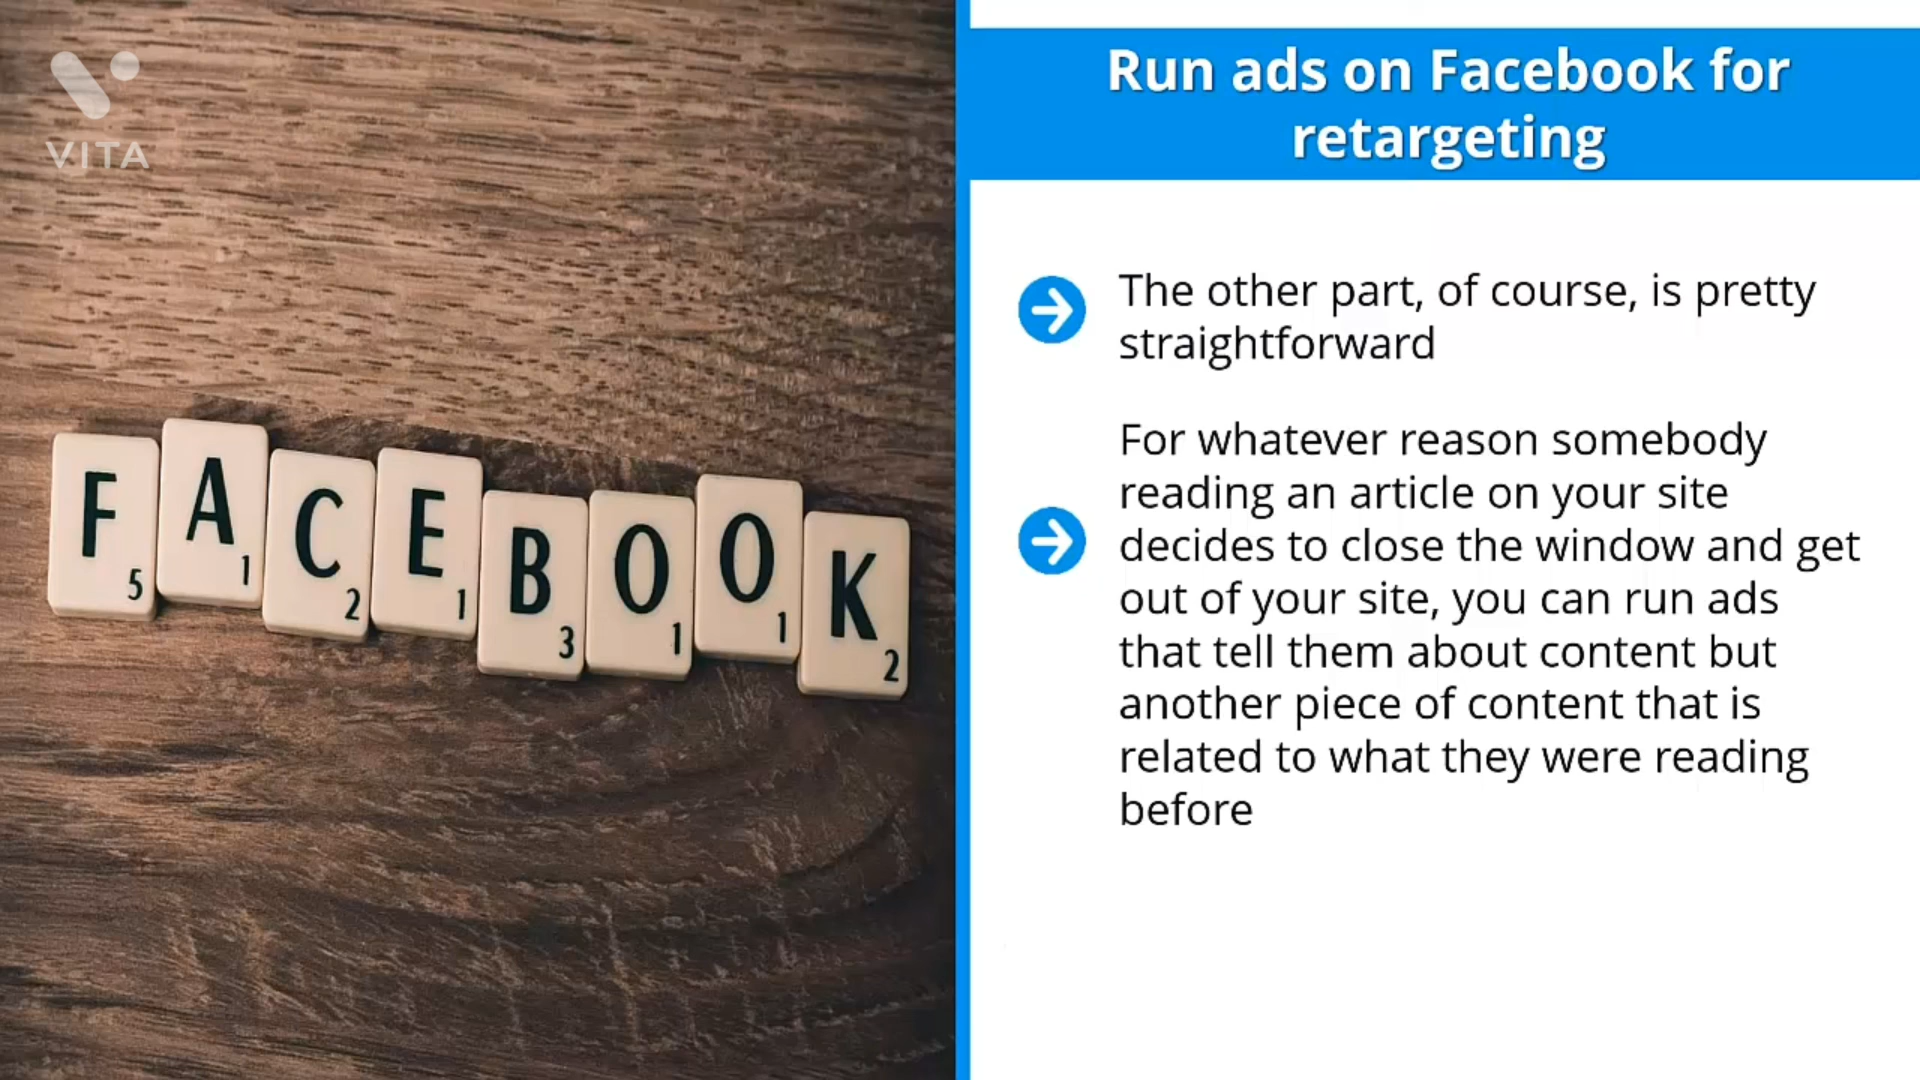 VITA
Run ads on Facebook for
retargeting
The other part, of course, is pretty
straightforward
For whatever reason somebody
reading an article on your site
decides to close the window and get
out of your site, you can run ads
that tell them about content but
another piece of content that is
related to what they were reading
before
F A C E B O O K
5 1 2 1 3 1 1 2